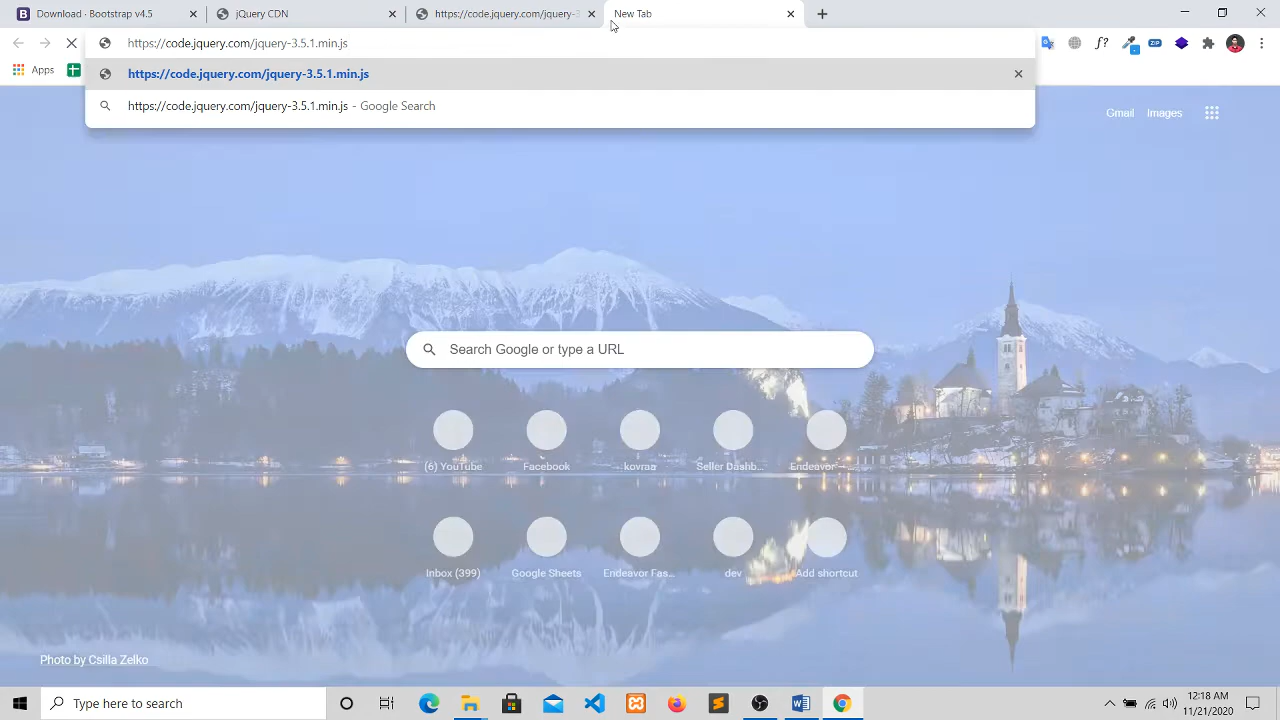 Download · Bootstrap v4.5
jQuery CDN
https://code.jquery.com/jquery-3
New Tab
https://code.jquery.com/jquery-3.5.1.min.js
Apps
https://code.jquery.com/jquery-3.5.1.min.js
https://code.jquery.com/jquery-3.5.1.min.js - Google Search
Gmail Images
Search Google or type a URL
(6) YouTube Facebook kovraa Seller Dashb... Endeavor – ...
Inbox (399) Google Sheets Endeavor Fas... dev Add shortcut
Photo by Csilla Zelko
Type here to search
12:18 AM
11/21/2020